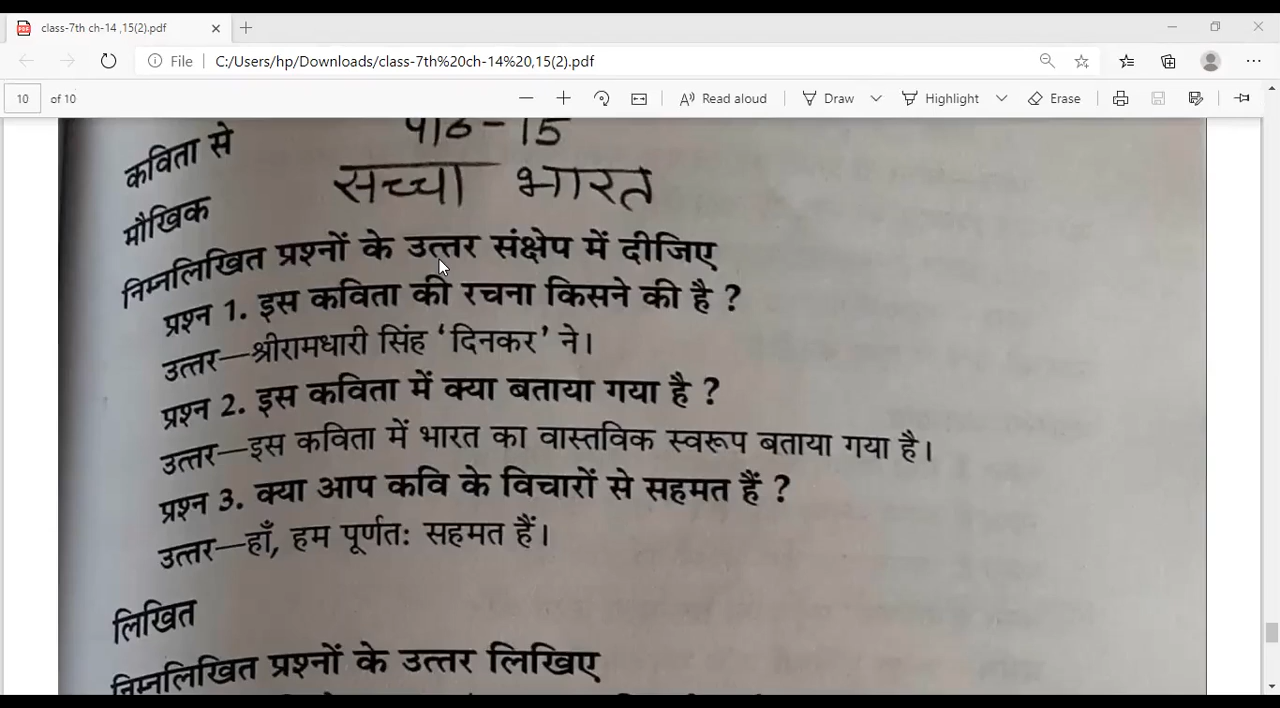 class-7th ch-14 ,15(2).pdf
File C:/Users/hp/Downloads/class-7th%20ch-14%20,15(2).pdf
10 of 10 Read aloud Draw Highlight Erase
पाठ - 15
कविता से
सच्चा भारत
मौखिक
निम्नलिखित प्रश्नों के उत्तर संक्षेप में दीजिए
प्रश्न 1. इस कविता की रचना किसने की है ?
उत्तर—श्रीरामधारी सिंह ‘दिनकर’ ने।
प्रश्न 2. इस कविता में क्या बताया गया है ?
उत्तर—इस कविता में भारत का वास्तविक स्वरूप बताया गया है।
प्रश्न 3. क्या आप कवि के विचारों से सहमत हैं ?
उत्तर—हाँ, हम पूर्णतः सहमत हैं।
लिखित
निम्नलिखित प्रश्नों के उत्तर लिखिए